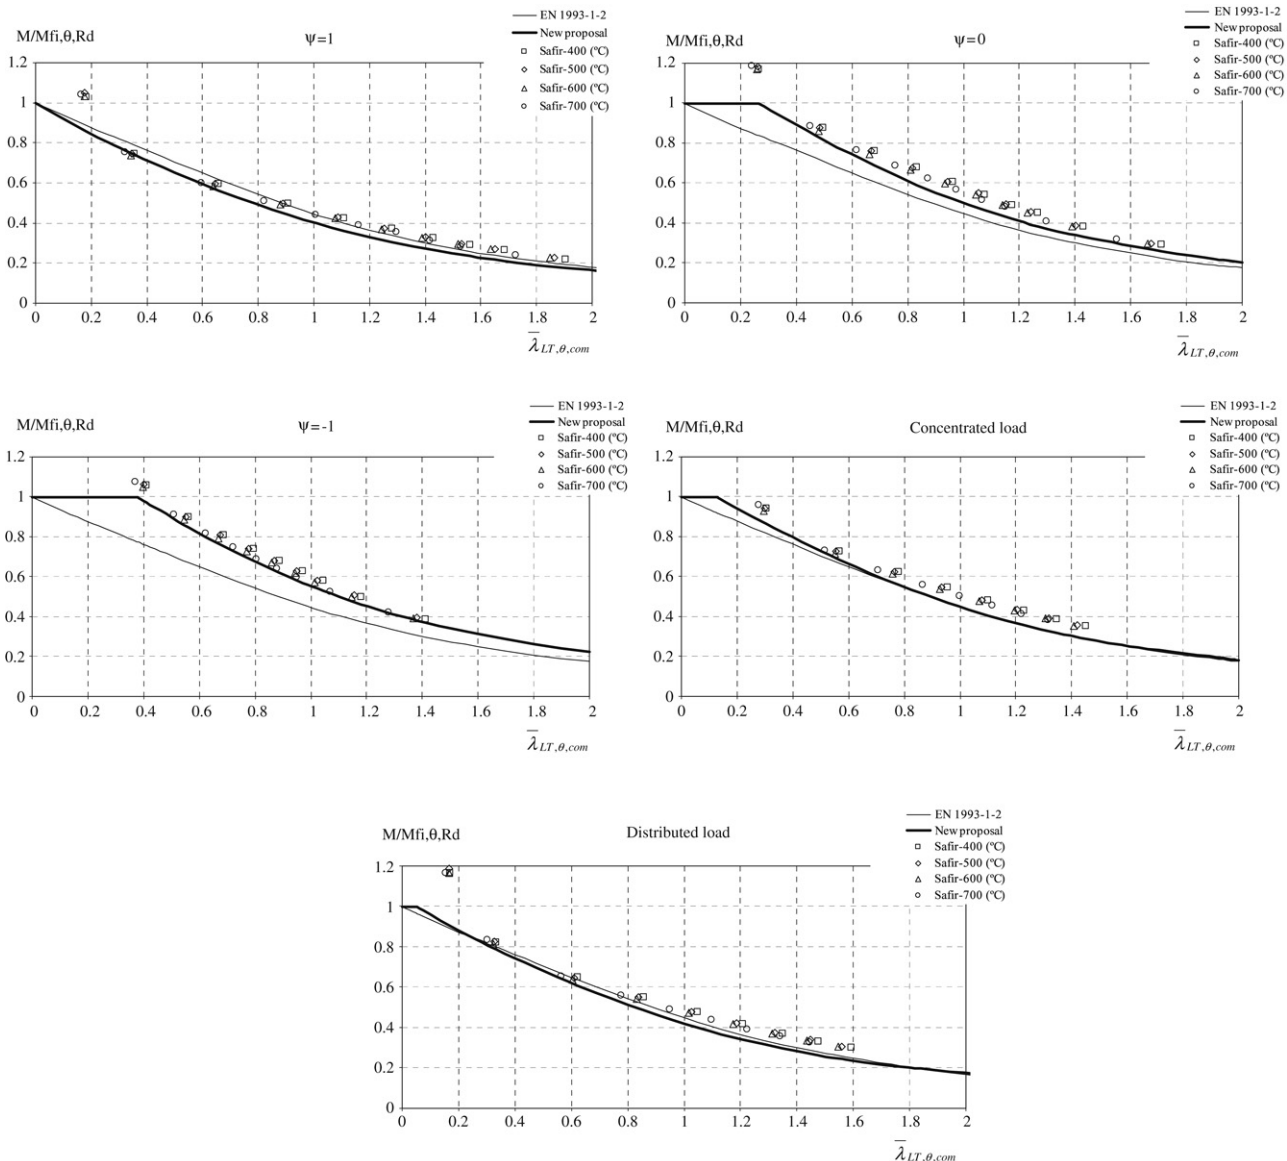 M/Mfi,θ,Rd
ψ=1
EN 1993-1-2
New proposal
Safir-400 (ºC)
Safir-500 (ºC)
Safir-600 (ºC)
Safir-700 (ºC)
1.2
1
0.8
0.6
0.4
0.2
0
0 0.2 0.4 0.6 0.8 1 1.2 1.4 1.6 1.8 2
λ̅LT,θ,com
M/Mfi,θ,Rd
ψ=0
EN 1993-1-2
New proposal
Safir-400 (ºC)
Safir-500 (ºC)
Safir-600 (ºC)
Safir-700 (ºC)
1.2
1
0.8
0.6
0.4
0.2
0
0 0.2 0.4 0.6 0.8 1 1.2 1.4 1.6 1.8 2
λ̅LT,θ,com
M/Mfi,θ,Rd
ψ=-1
EN 1993-1-2
New proposal
Safir-400 (ºC)
Safir-500 (ºC)
Safir-600 (ºC)
Safir-700 (ºC)
1.2
1
0.8
0.6
0.4
0.2
0
0 0.2 0.4 0.6 0.8 1 1.2 1.4 1.6 1.8 2
λ̅LT,θ,com
M/Mfi,θ,Rd
Concentrated load
EN 1993-1-2
New proposal
Safir-400 (ºC)
Safir-500 (ºC)
Safir-600 (ºC)
Safir-700 (ºC)
1.2
1
0.8
0.6
0.4
0.2
0
0 0.2 0.4 0.6 0.8 1 1.2 1.4 1.6 1.8 2
λ̅LT,θ,com
M/Mfi,θ,Rd
Distributed load
EN 1993-1-2
New proposal
Safir-400 (ºC)
Safir-500 (ºC)
Safir-600 (ºC)
Safir-700 (ºC)
1.2
1
0.8
0.6
0.4
0.2
0
0 0.2 0.4 0.6 0.8 1 1.2 1.4 1.6 1.8 2
λ̅LT,θ,com